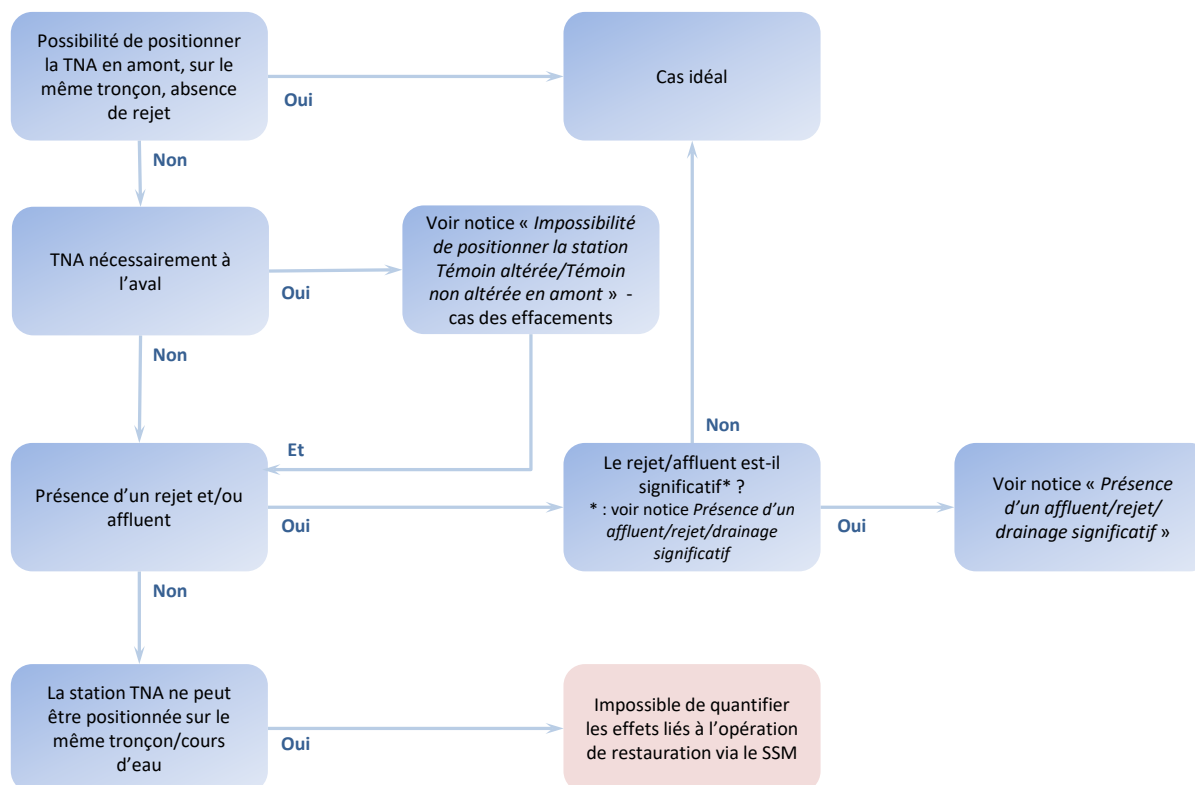 Possibilité de positionner
la TNA en amont, sur le
même tronçon, absence
de rejet
Oui
Cas idéal
Non
TNA nécessairement à
l'aval
Oui
Voir notice « Impossibilité
de positionner la station
Témoin altérée/Témoin
non altérée en amont » -
cas des effacements
Non
Et
Non
Présence d'un rejet et/ou
affluent
Oui
Le rejet/affluent est-il
significatif* ?
* : voir notice Présence d'un
affluent/rejet/drainage
significatif
Oui
Voir notice « Présence
d'un affluent/rejet/
drainage significatif »
Non
La station TNA ne peut
être positionnée sur le
même tronçon/cours
d'eau
Oui
Impossible de quantifier
les effets liés à l'opération
de restauration via le SSM